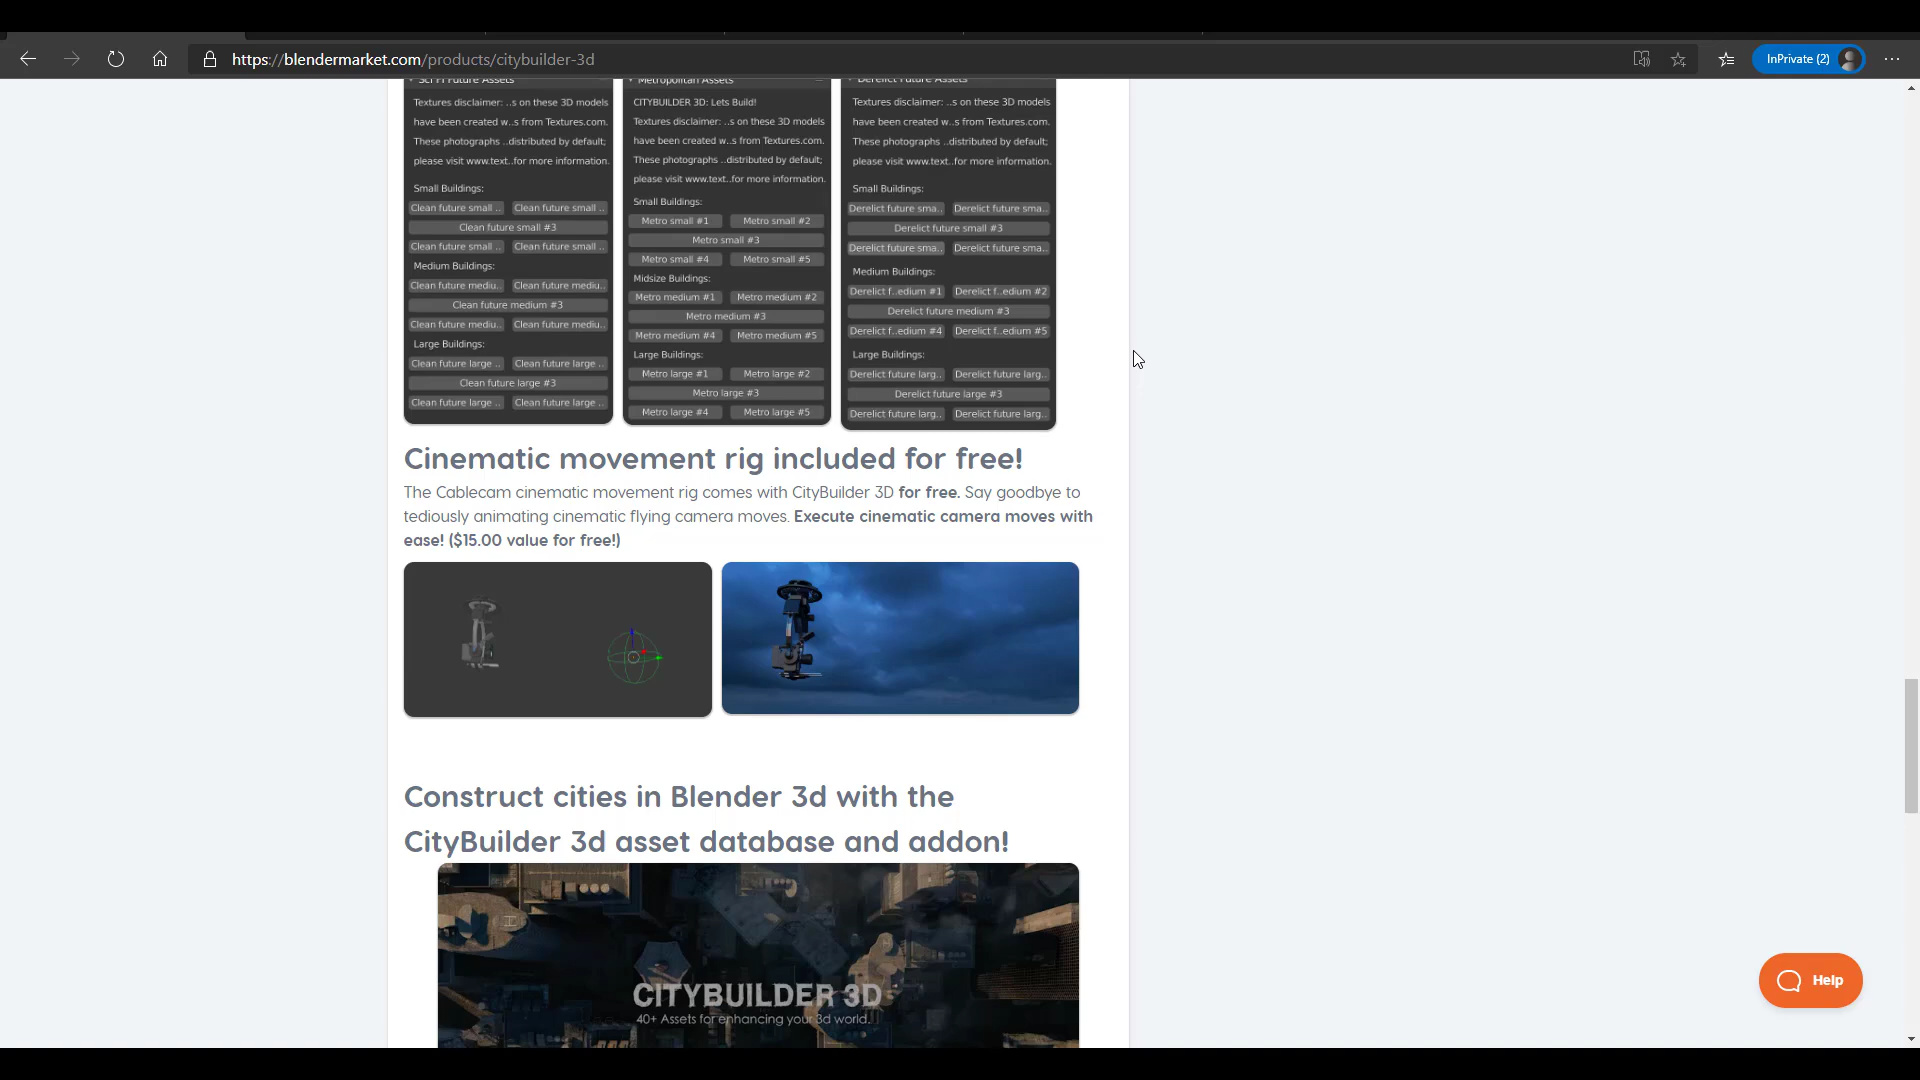 https://blendermarket.com/products/citybuilder-3d
InPrivate (2)
Sci Fi Future Assets
Textures disclaimer: ..s on these 3D models
have been created w..s from Textures.com.
These photographs ..distributed by default;
please visit www.text..for more information.
Small Buildings:
Clean future small .. Clean future small ..
Clean future small #3
Clean future small .. Clean future small ..
Medium Buildings:
Clean future mediu.. Clean future mediu..
Clean future medium #3
Clean future mediu.. Clean future mediu..
Large Buildings:
Clean future large .. Clean future large ..
Clean future large #3
Clean future large .. Clean future large ..
Metropolitan Assets
CITYBUILDER 3D: Lets Build!
Textures disclaimer: ..s on these 3D models
have been created w..s from Textures.com.
These photographs ..distributed by default;
please visit www.text..for more information.
Small Buildings:
Metro small #1 Metro small #2
Metro small #3
Metro small #4 Metro small #5
Midsize Buildings:
Metro medium #1 Metro medium #2
Metro medium #3
Metro medium #4 Metro medium #5
Large Buildings:
Metro large #1 Metro large #2
Metro large #3
Metro large #4 Metro large #5
Derelict Future Assets
Textures disclaimer: ..s on these 3D models
have been created w..s from Textures.com.
These photographs ..distributed by default;
please visit www.text..for more information.
Small Buildings:
Derelict future sma.. Derelict future sma..
Derelict future small #3
Derelict future sma.. Derelict future sma..
Medium Buildings:
Derelict f..edium #1 Derelict f..edium #2
Derelict future medium #3
Derelict f..edium #4 Derelict f..edium #5
Large Buildings:
Derelict future larg.. Derelict future larg..
Derelict future large #3
Derelict future larg.. Derelict future larg..
Cinematic movement rig included for free!
The Cablecam cinematic movement rig comes with CityBuilder 3D for free. Say goodbye to
tediously animating cinematic flying camera moves. Execute cinematic camera moves with
ease! ($15.00 value for free!)
Construct cities in Blender 3d with the
CityBuilder 3d asset database and addon!
CITYBUILDER 3D
40+ Assets for enhancing your 3d world.
Help